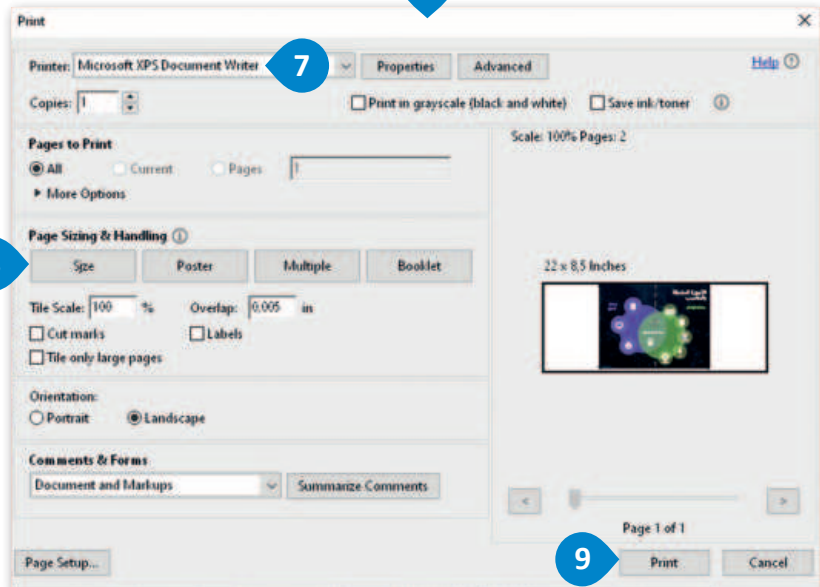 Print
Printer: Microsoft XPS Document Writer 7 Properties Advanced Help
Copies: 1 Print in grayscale (black and white) Save ink/toner
Pages to Print
All Current Pages 1
More Options
Scale: 100% Pages: 2
Page Sizing & Handling
Size Poster Multiple Booklet
Tile Scale: 100 % Overlap: 0.005 in
Cut marks Labels
Tile only large pages
22 x 8,5 Inches
Orientation:
Portrait Landscape
Comments & Forms
Document and Markups Summarize Comments
< >
Page 1 of 1
Page Setup... 9 Print Cancel